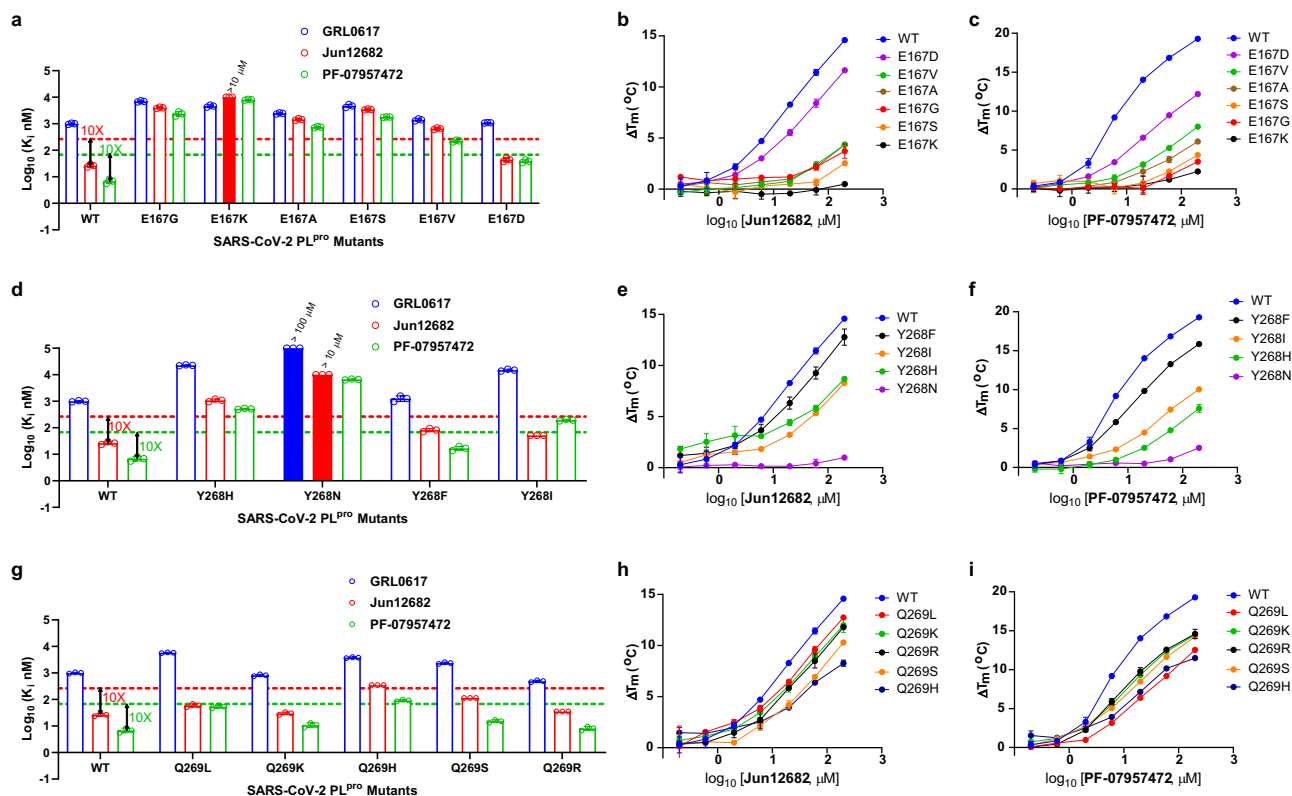 a
GRL0617
Jun12682
PF-07957472
>10 μM
Log10 (Ki, nM)
5
4
3
2
1
0
-1
10X
10X
WT
E167G
E167K
E167A
E167S
E167V
E167D
SARS-CoV-2 PLpro Mutants
b
ΔTm (oC)
15
10
5
0
0
1
2
3
log10 [Jun12682, μM)
WT
E167D
E167V
E167A
E167G
E167S
E167K
c
ΔTm (oC)
20
15
10
5
0
0
1
2
3
log10 [PF-07957472, μM)
WT
E167D
E167V
E167A
E167S
E167G
E167K
d
GRL0617
Jun12682
PF-07957472
> 100 μM
> 10 μM
Log10 (Ki, nM)
5
4
3
2
1
0
-1
10X
10X
WT
Y268H
Y268N
Y268F
Y268I
SARS-CoV-2 PLpro Mutants
e
ΔTm (oC)
15
10
5
0
0
1
2
3
log10 [Jun12682, μM)
WT
Y268F
Y268I
Y268H
Y268N
f
ΔTm (oC)
20
15
10
5
0
0
1
2
3
log10 [PF-07957472, μM)
WT
Y268F
Y268I
Y268H
Y268N
g
GRL0617
Jun12682
PF-07957472
Log10 (Ki, nM)
5
4
3
2
1
0
-1
10X
10X
WT
Q269L
Q269K
Q269H
Q269S
Q269R
SARS-CoV-2 PLpro Mutants
h
ΔTm (oC)
15
10
5
0
0
1
2
3
log10 [Jun12682, μM)
WT
Q269L
Q269K
Q269R
Q269S
Q269H
i
ΔTm (oC)
20
15
10
5
0
0
1
2
3
log10 [PF-07957472, μM)
WT
Q269L
Q269K
Q269R
Q269S
Q269H